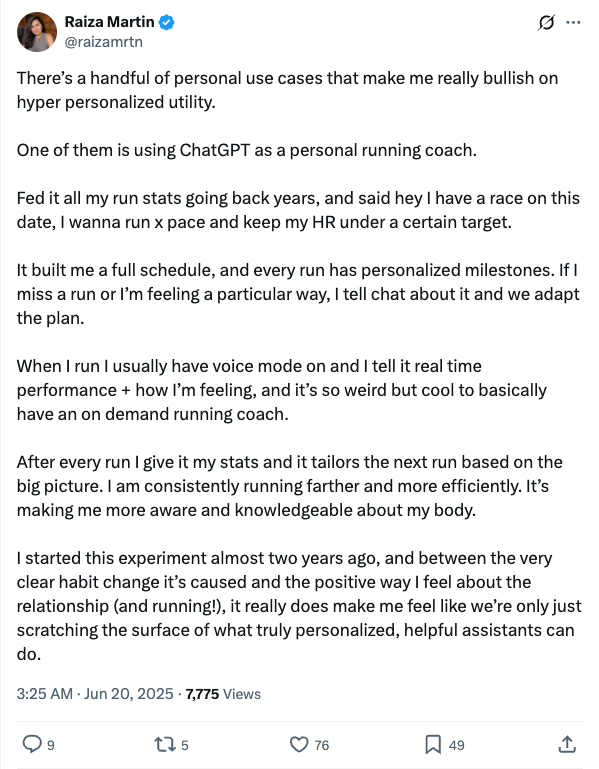 Raiza Martin
@raizamrtn
There's a handful of personal use cases that make me really bullish on
hyper personalized utility.
One of them is using ChatGPT as a personal running coach.
Fed it all my run stats going back years, and said hey I have a race on this
date, I wanna run x pace and keep my HR under a certain target.
It built me a full schedule, and every run has personalized milestones. If I
miss a run or I'm feeling a particular way, I tell chat about it and we adapt
the plan.
When I run I usually have voice mode on and I tell it real time
performance + how I'm feeling, and it's so weird but cool to basically
have an on demand running coach.
After every run I give it my stats and it tailors the next run based on the
big picture. I am consistently running farther and more efficiently. It's
making me more aware and knowledgeable about my body.
I started this experiment almost two years ago, and between the very
clear habit change it's caused and the positive way I feel about the
relationship (and running!), it really does make me feel like we're only just
scratching the surface of what truly personalized, helpful assistants can
do.
3:25 AM · Jun 20, 2025 · 7,775 Views
9 5 76 49